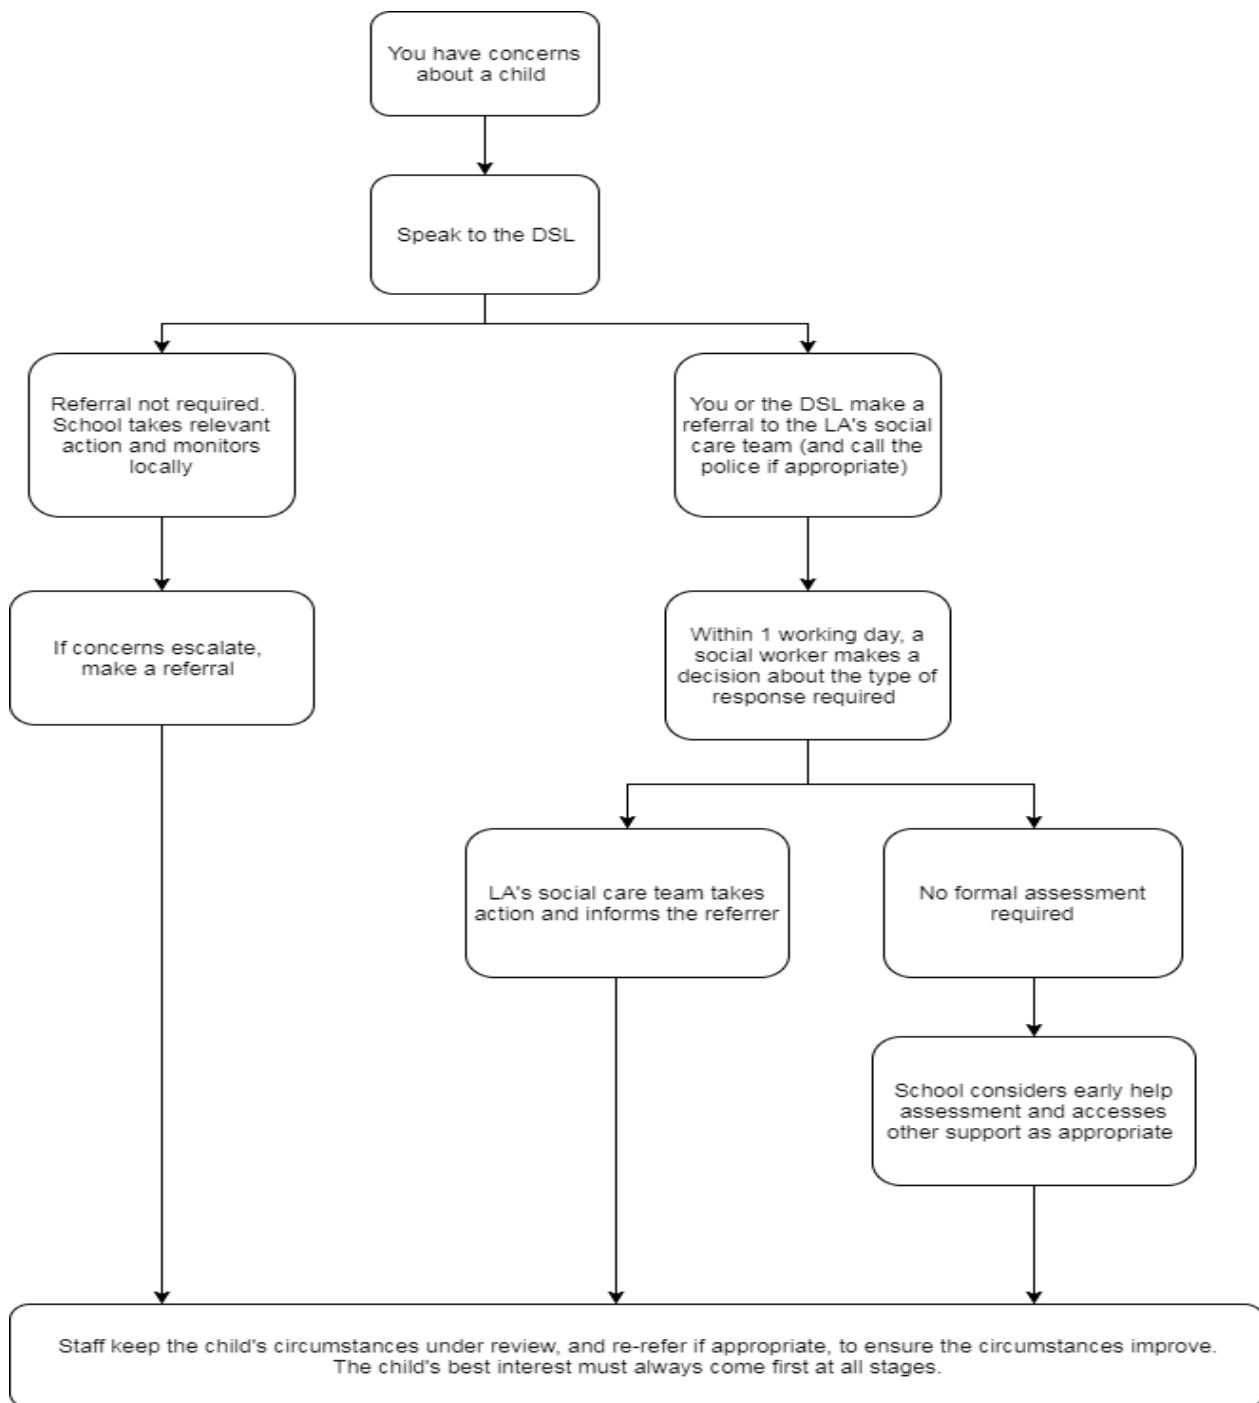 You have concerns
about a child
Speak to the DSL
Referral not required.
School takes relevant
action and monitors
locally
You or the DSL make a
referral to the LA's social
care team (and call the
police if appropriate)
If concerns escalate,
make a referral
Within 1 working day, a
social worker makes a
decision about the type of
response required
LA's social care team takes
action and informs the referrer
No formal assessment
required
School considers early help
assessment and accesses
other support as appropriate
Staff keep the child's circumstances under review, and re-refer if appropriate, to ensure the circumstances improve.
The child's best interest must always come first at all stages.